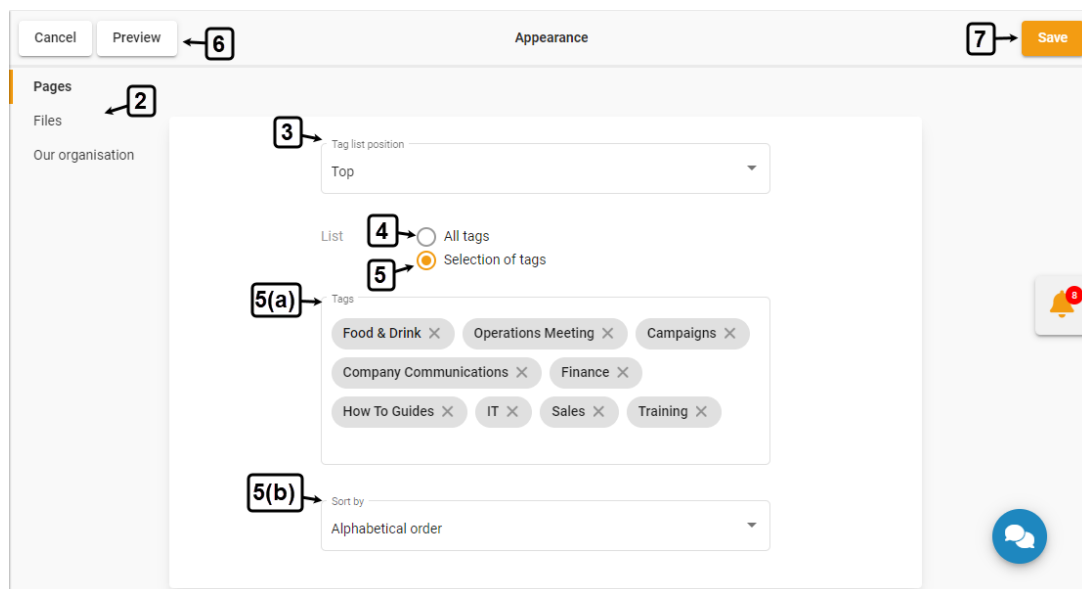 Cancel Preview 6 Appearance 7 Save
Pages
2
Files
Our organisation
3
Tag list position
Top
List 4 All tags
5 Selection of tags
5(a) Tags
Food & Drink Operations Meeting Campaigns
Company Communications Finance
How To Guides IT Sales Training
5(b) Sort by
Alphabetical order
8